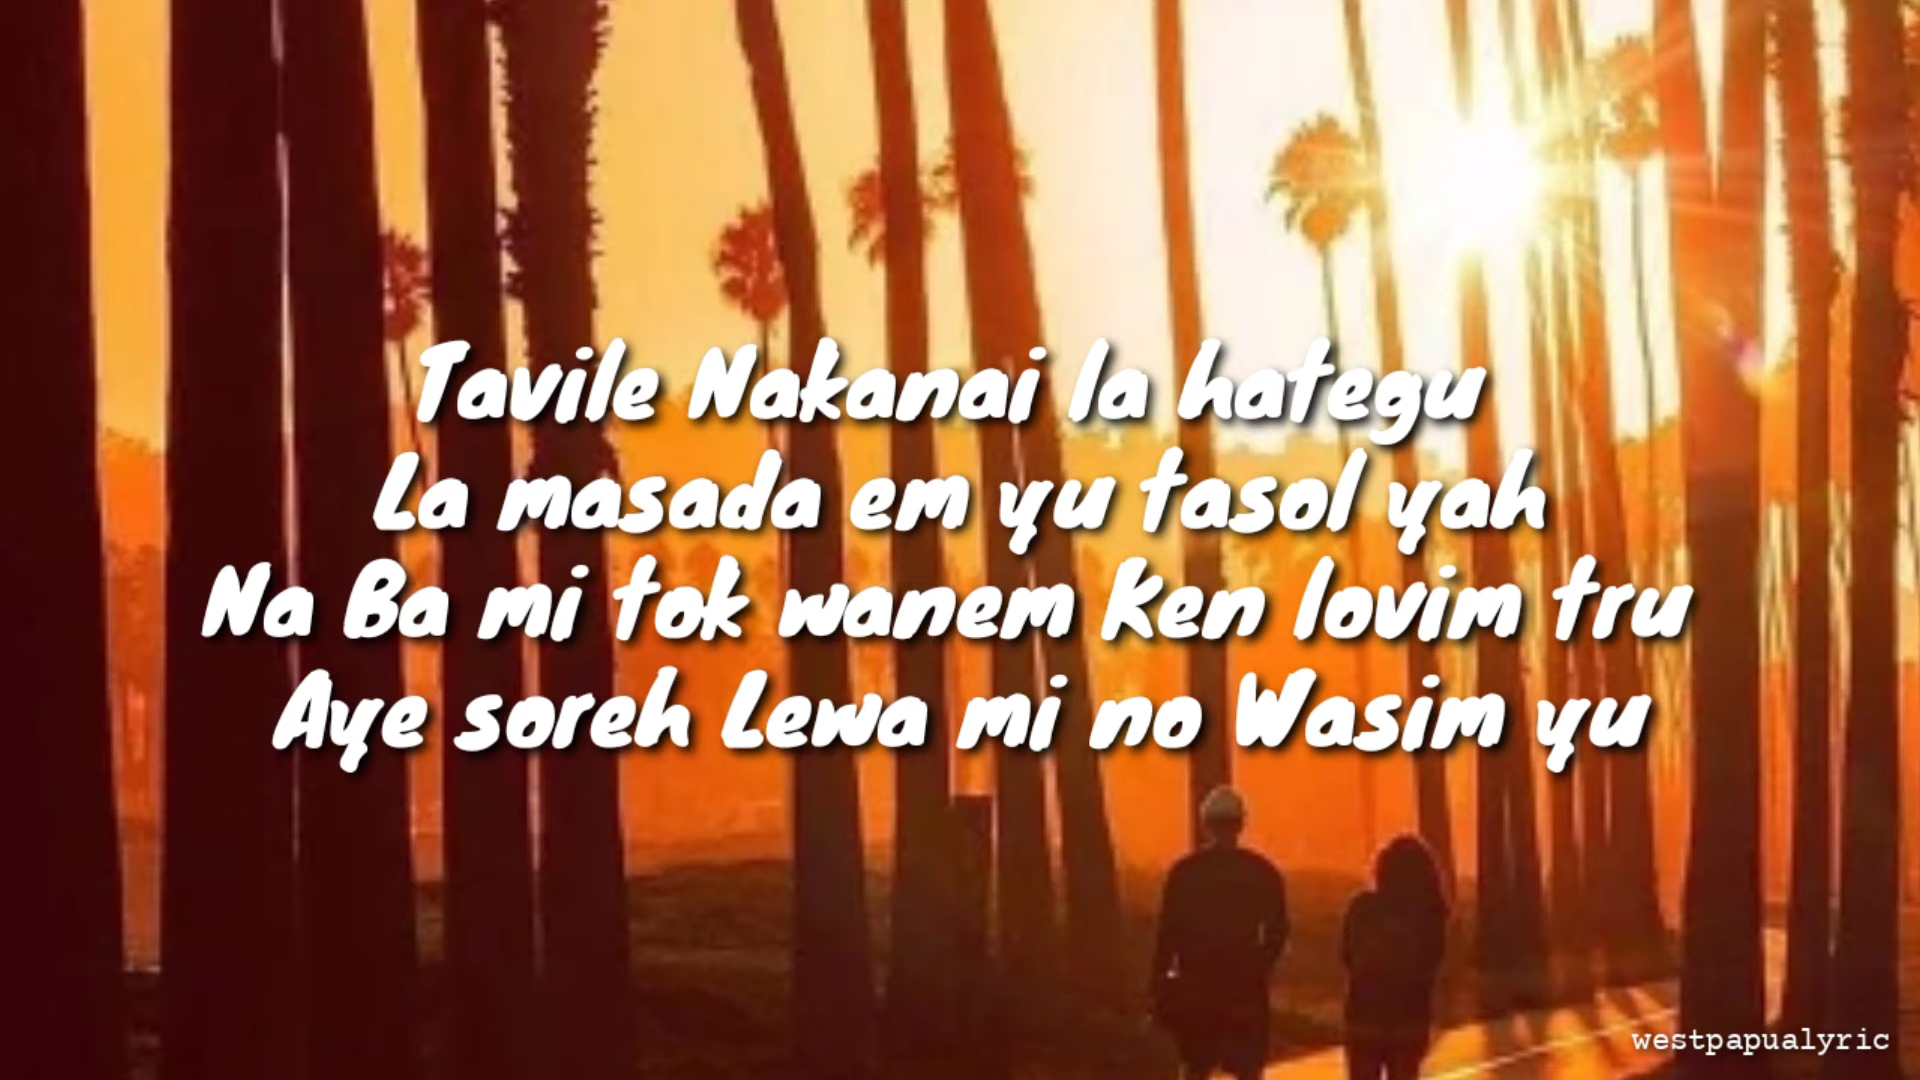 Tavile Nakanai la hategu
La masada em yu tasol yah
Na Ba mi tok wanem Ken lovim tru
Aye soreh Lewa mi no Wasim yu
westpapualyric